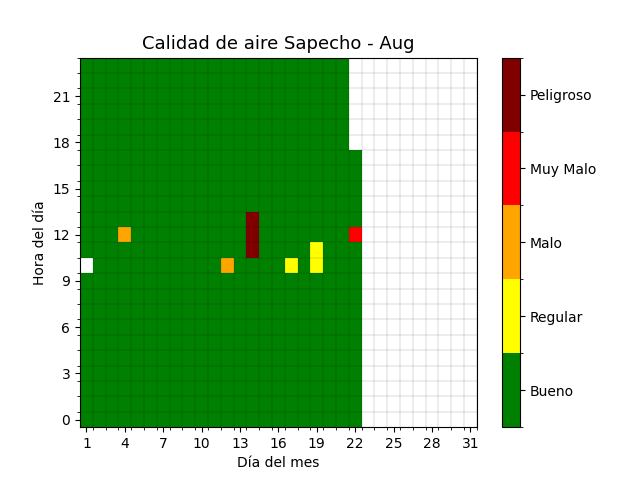 Calidad de aire Sapecho - Aug
Hora del día
21
18
15
12
9
6
3
0
1 4 7 10 13 16 19 22 25 28 31
Día del mes
Peligroso
Muy Malo
Malo
Regular
Bueno